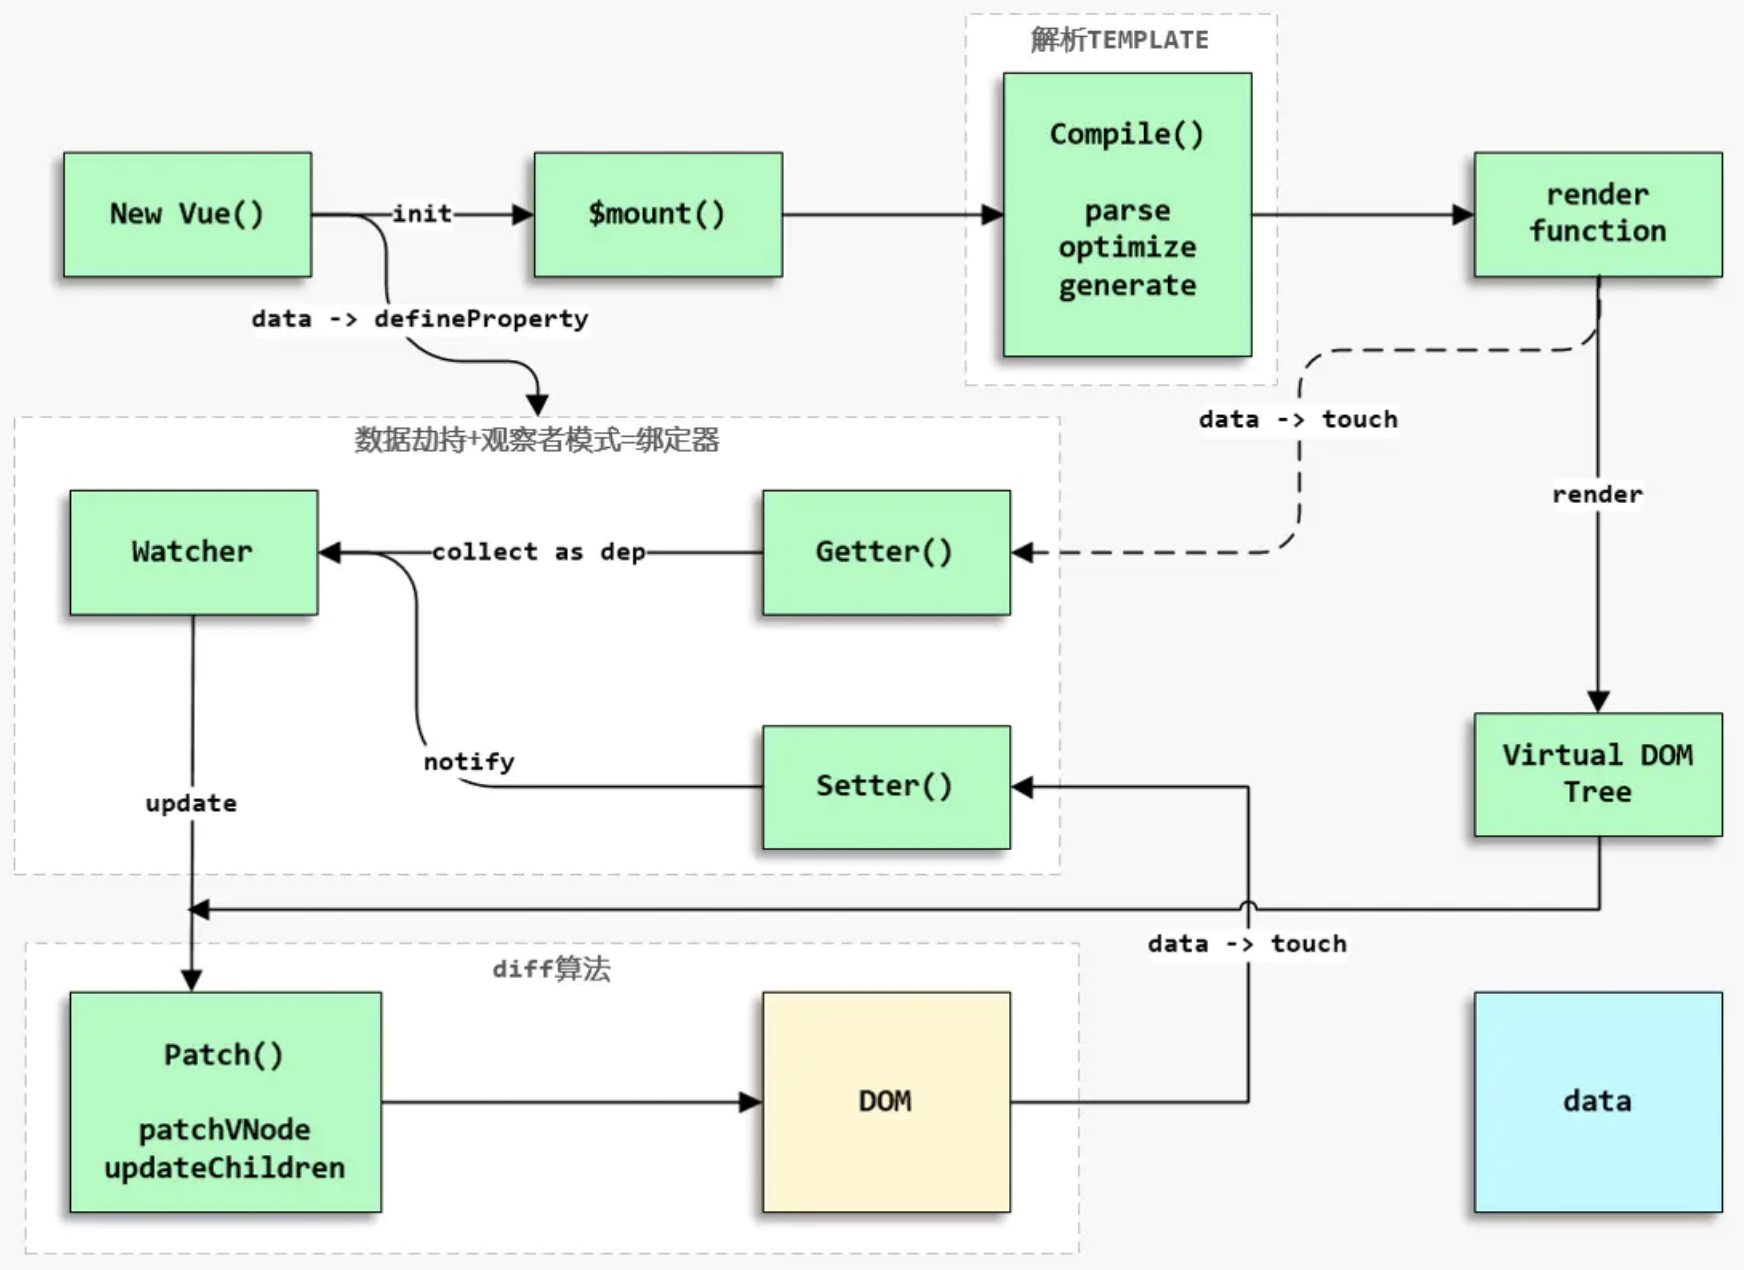 解析TEMPLATE
Compile()
parse
optimize
generate
New Vue()
init
$mount()
render
function
data -> defineProperty
data -> touch
数据劫持+观察者模式=绑定器
render
Watcher
collect as dep
Getter()
notify
Setter()
update
Virtual DOM
Tree
data -> touch
diff算法
Patch()
patchVNode
updateChildren
DOM
data